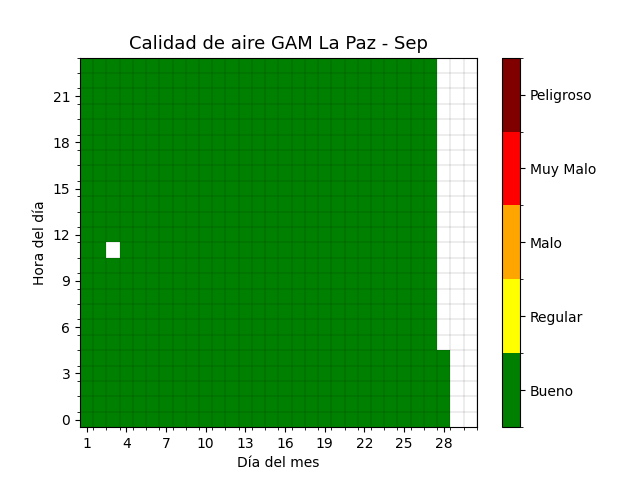 Calidad de aire GAM La Paz - Sep
Hora del día
21
18
15
12
9
6
3
0
1 4 7 10 13 16 19 22 25 28
Día del mes
Peligroso
Muy Malo
Malo
Regular
Bueno